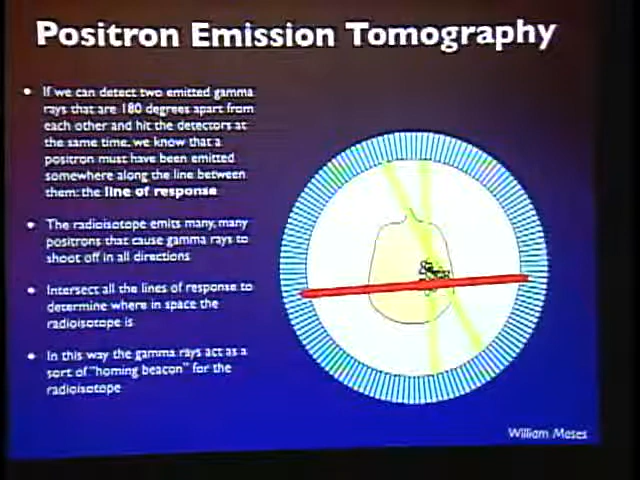 Positron Emission Tomography
• If we can detect two emitted gamma
rays that are 180 degrees apart from
each other and hit the detectors at
the same time, we know that a
positron must have been emitted
somewhere along the line between
them: the line of response
• The radioisotope emits many, many
positrons that cause gamma rays to
shoot off in all directions
• Intersect all the lines of response to
determine where in space the
radioisotope is
• In this way the gamma rays act as a
sort of "homing beacon" for the
radioisotope
William Moses